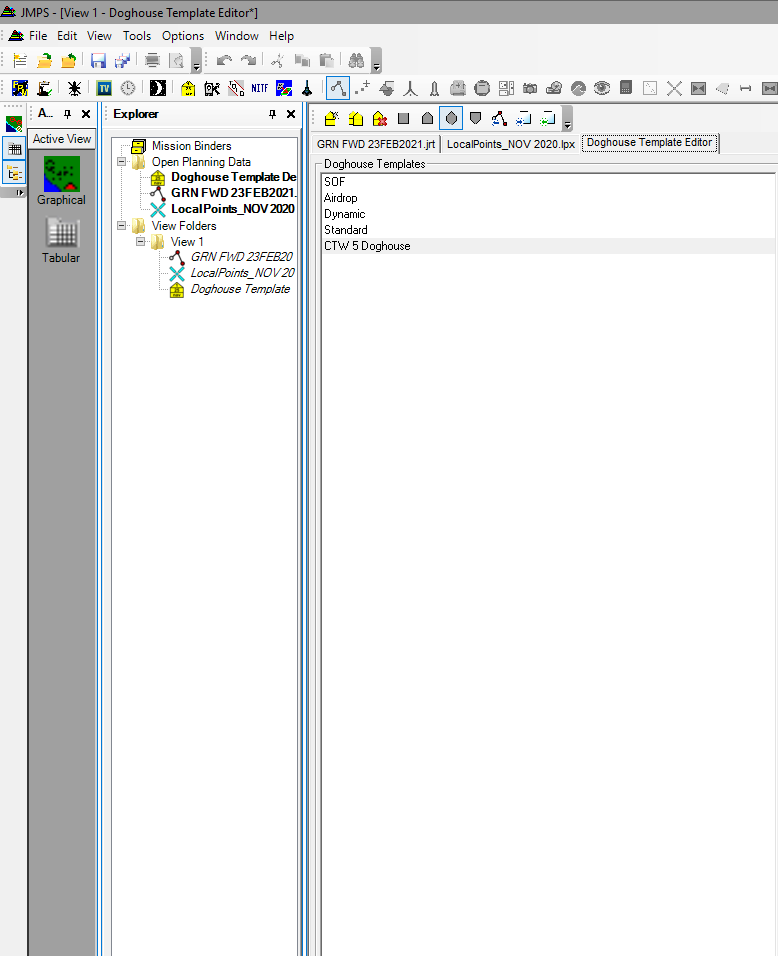 JMPS - [View 1 - Doghouse Template Editor*]
File Edit View Tools Options Window Help
TV NITF
A...
Active View
Graphical
Tabular
Explorer
Mission Binders
Open Planning Data
Doghouse Template De
GRN FWD 23FEB2021.
LocalPoints_NOV 2020
View Folders
View 1
GRN FWD 23FEB20
LocalPoints_NOV 20
Doghouse Template
GRN FWD 23FEB2021.jrt LocalPoints_NOV 2020.lpx Doghouse Template Editor
Doghouse Templates
SOF
Airdrop
Dynamic
Standard
CTW 5 Doghouse